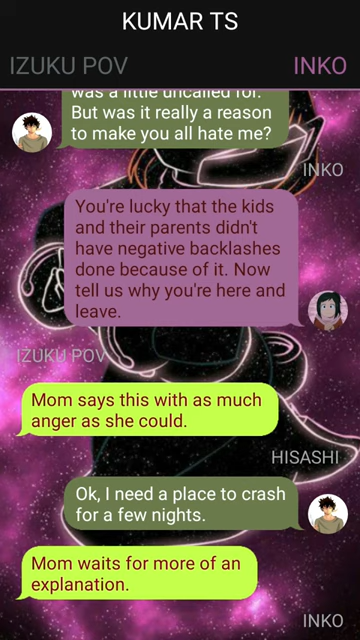 KUMAR TS
IZUKU POV
INKO
was a little uncalled for.
But was it really a reason
to make you all hate me?
INKO
You're lucky that the kids
and their parents didn't
have negative backlashes
done because of it. Now
tell us why you're here and
leave.
IZUKU POV
Mom says this with as much
anger as she could.
HISASHI
Ok, I need a place to crash
for a few nights.
Mom waits for more of an
explanation.
INKO